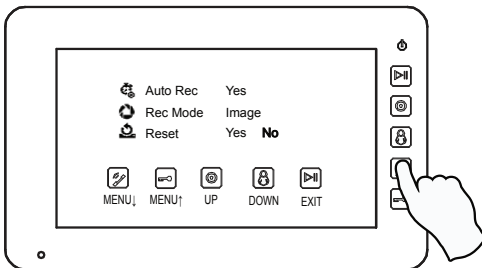 Auto Rec Yes
Rec Mode Image
Reset Yes No
MENU↓ MENU↑ UP DOWN EXIT